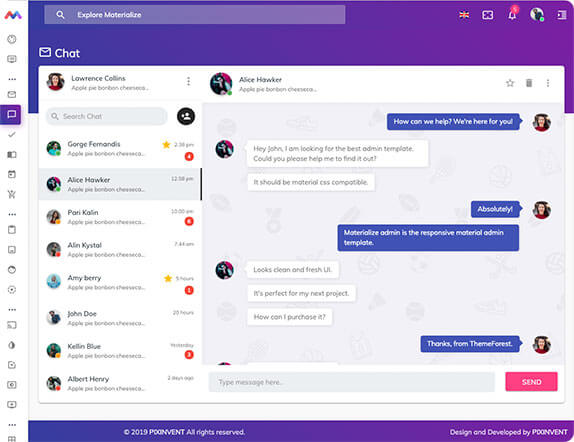 Explore Materialize
5
Chat
Lawrence Collins
Apple pie bonbon cheeseca...
Search Chat
Gorge Fernandis
2.38 pm
Apple pie bonbon cheeseca...
4
Alice Hawker
12.58 pm
Apple pie bonbon cheeseca...
Pari Kalin
10.00 pm
Apple pie bonbon cheeseca...
6
Alin Kystal
7.44 am
Apple pie bonbon cheeseca...
Amy berry
5 hours
Apple pie bonbon cheeseca...
1
John Doe
20 hours
Apple pie bonbon cheeseca...
Kellin Blue
Yesterday
Apple pie bonbon cheeseca...
3
Albert Henry
2 days ago
Apple pie bonbon cheeseca...
Alice Hawker
Apple pie bonbon cheeseca...
How can we help? We're here for you!
Hey John, I am looking for the best admin template.
Could you please help me to find it out?
It should be material css compatible.
Absolutely!
Materialize admin is the responsive material admin
template.
Looks clean and fresh UI.
It's perfect for my next project.
How can I purchase it?
Thanks, from ThemeForest.
Type message here..
SEND
© 2019 PIXINVENT All rights reserved.
Design and Developed by PIXINVENT